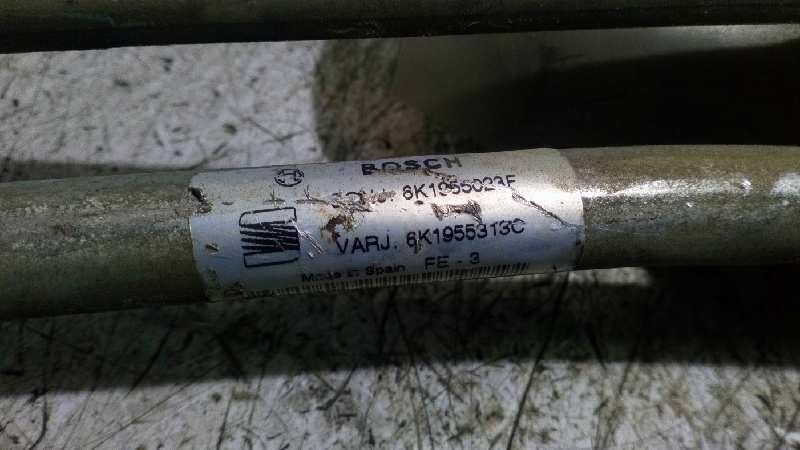 BOSCH
6K1955023F
VARJ. 6K1955313C
Made in Spain FE - 3